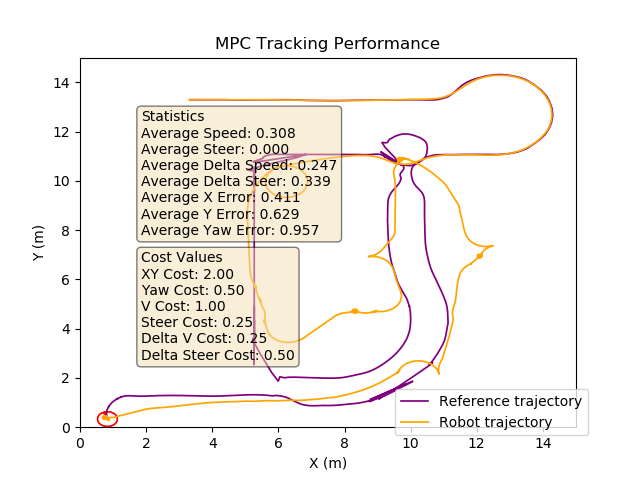 MPC Tracking Performance
Y (m)
14
12
10
8
6
4
2
0
Statistics
Average Speed: 0.308
Average Steer: 0.000
Average Delta Speed: 0.247
Average Delta Steer: 0.339
Average X Error: 0.411
Average Y Error: 0.629
Average Yaw Error: 0.957
Cost Values
XY Cost: 2.00
Yaw Cost: 0.50
V Cost: 1.00
Steer Cost: 0.25
Delta V Cost: 0.25
Delta Steer Cost: 0.50
Reference trajectory
Robot trajectory
0 2 4 6 8 10 12 14
X (m)